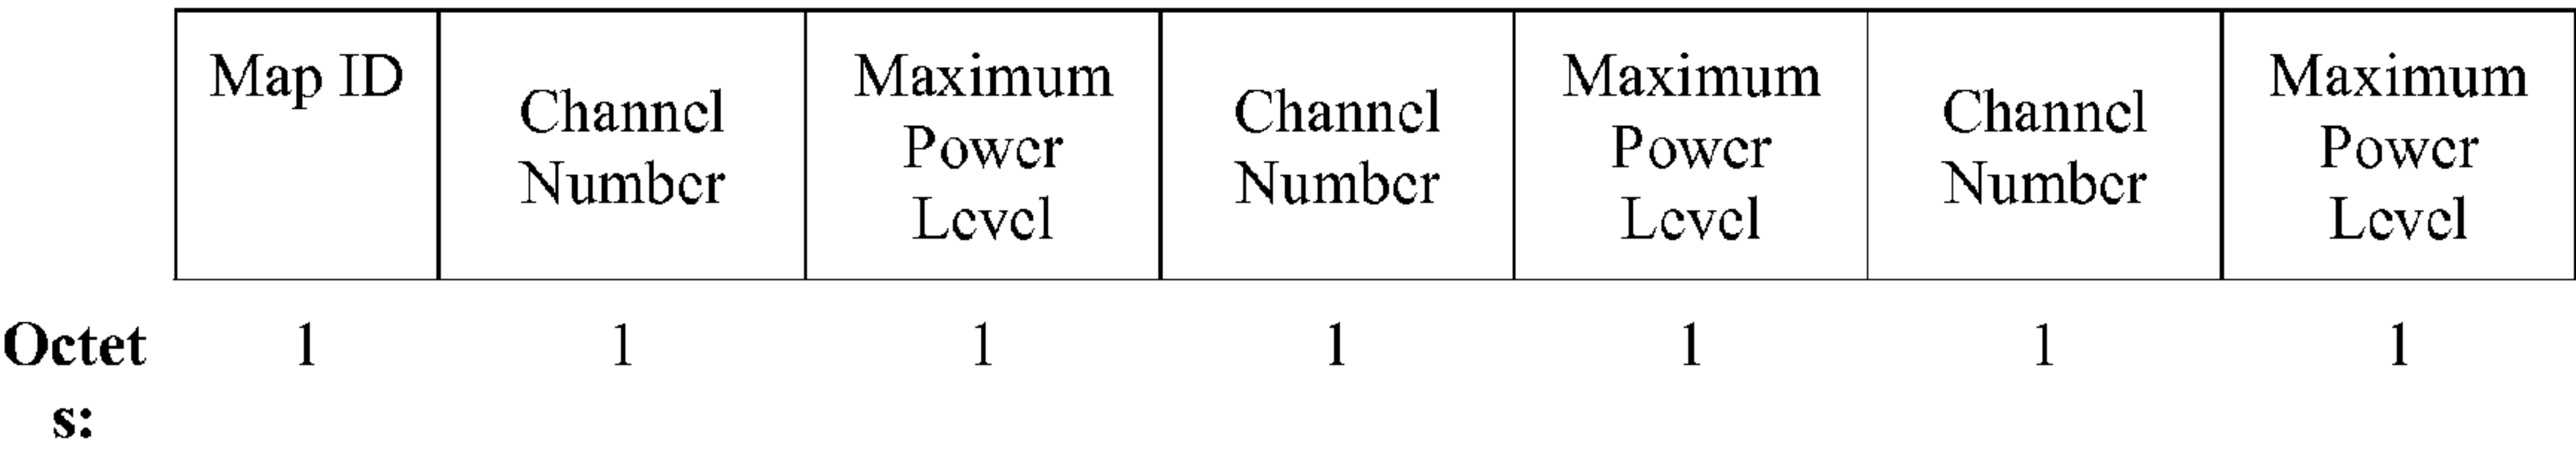 Map ID
Channel
Number
Maximum
Power
Level
Channel
Number
Maximum
Power
Level
Channel
Number
Maximum
Power
Level
Octet
s:
1
1
1
1
1
1
1